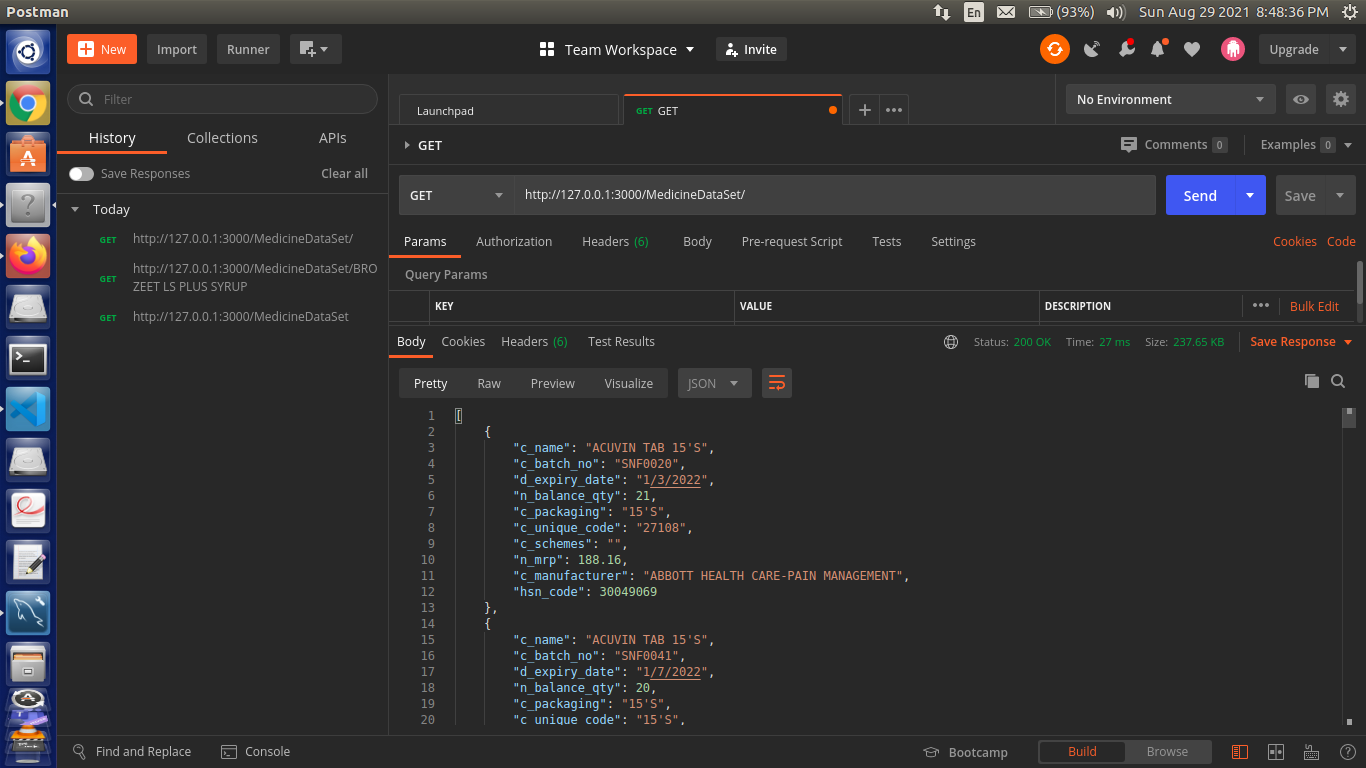 Postman
En
(93%)
Sun Aug 29 2021 8:48:36 PM
New
Import
Runner
Team Workspace
Invite
Upgrade
Filter
History
Collections
APIs
Save Responses
Clear all
Today
GET http://127.0.0.1:3000/MedicineDataSet/
GET http://127.0.0.1:3000/MedicineDataSet/BRO
ZEET LS PLUS SYRUP
GET http://127.0.0.1:3000/MedicineDataSet
Launchpad
GET GET
No Environment
GET
Comments 0
Examples 0
GET
http://127.0.0.1:3000/MedicineDataSet/
Send
Save
Params
Authorization
Headers (6)
Body
Pre-request Script
Tests
Settings
Cookies
Code
Query Params
KEY
VALUE
DESCRIPTION
Bulk Edit
Body
Cookies
Headers (6)
Test Results
Status: 200 OK
Time: 27 ms
Size: 237.65 KB
Save Response
Pretty
Raw
Preview
Visualize
JSON
1 [
2 {
3 "c_name": "ACUVIN TAB 15'S",
4 "c_batch_no": "SNF0020",
5 "d_expiry_date": "1/3/2022",
6 "n_balance_qty": 21,
7 "c_packaging": "15'S",
8 "c_unique_code": "27108",
9 "c_schemes": "",
10 "n_mrp": 188.16,
11 "c_manufacturer": "ABBOTT HEALTH CARE-PAIN MANAGEMENT",
12 "hsn_code": 30049069
13 },
14 {
15 "c_name": "ACUVIN TAB 15'S",
16 "c_batch_no": "SNF0041",
17 "d_expiry_date": "1/7/2022",
18 "n_balance_qty": 20,
19 "c_packaging": "15'S",
20 "c_unique_code": "15'S",
Find and Replace
Console
Bootcamp
Build
Browse